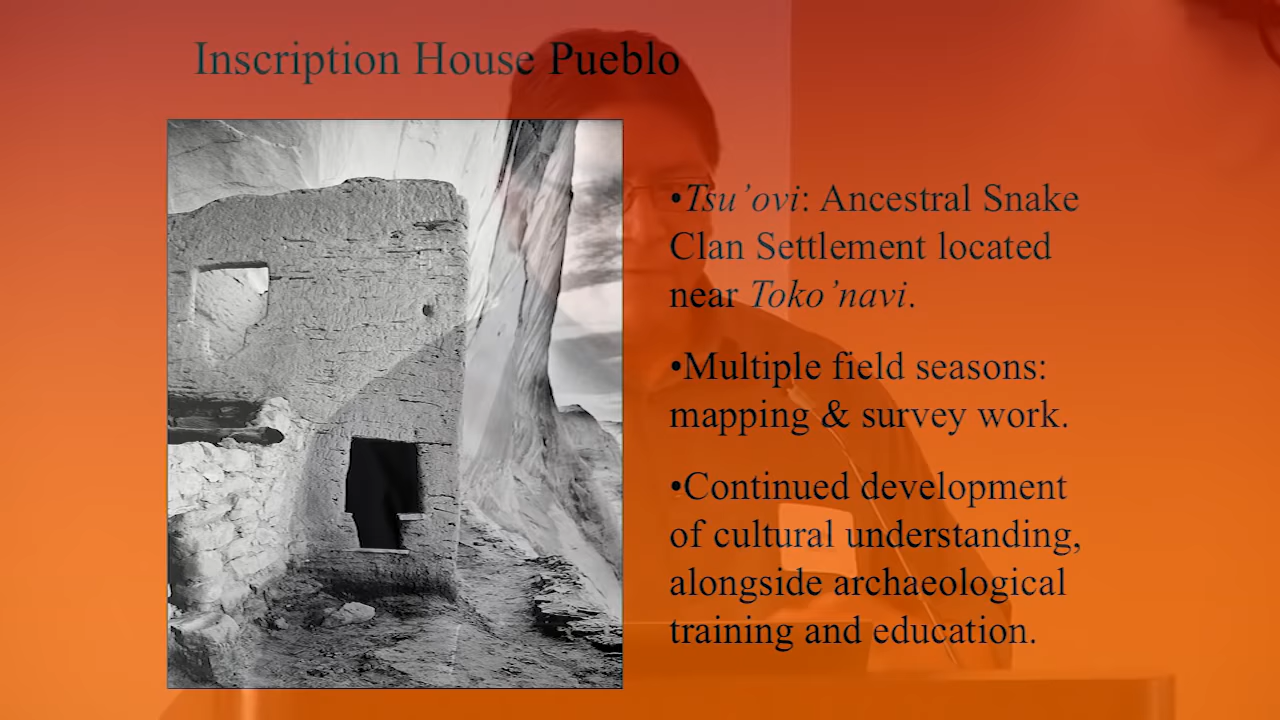 Inscription House Pueblo
•Tsu’ovi: Ancestral Snake
Clan Settlement located
near Toko’navi.
•Multiple field seasons:
mapping & survey work.
•Continued development
of cultural understanding,
alongside archaeological
training and education.